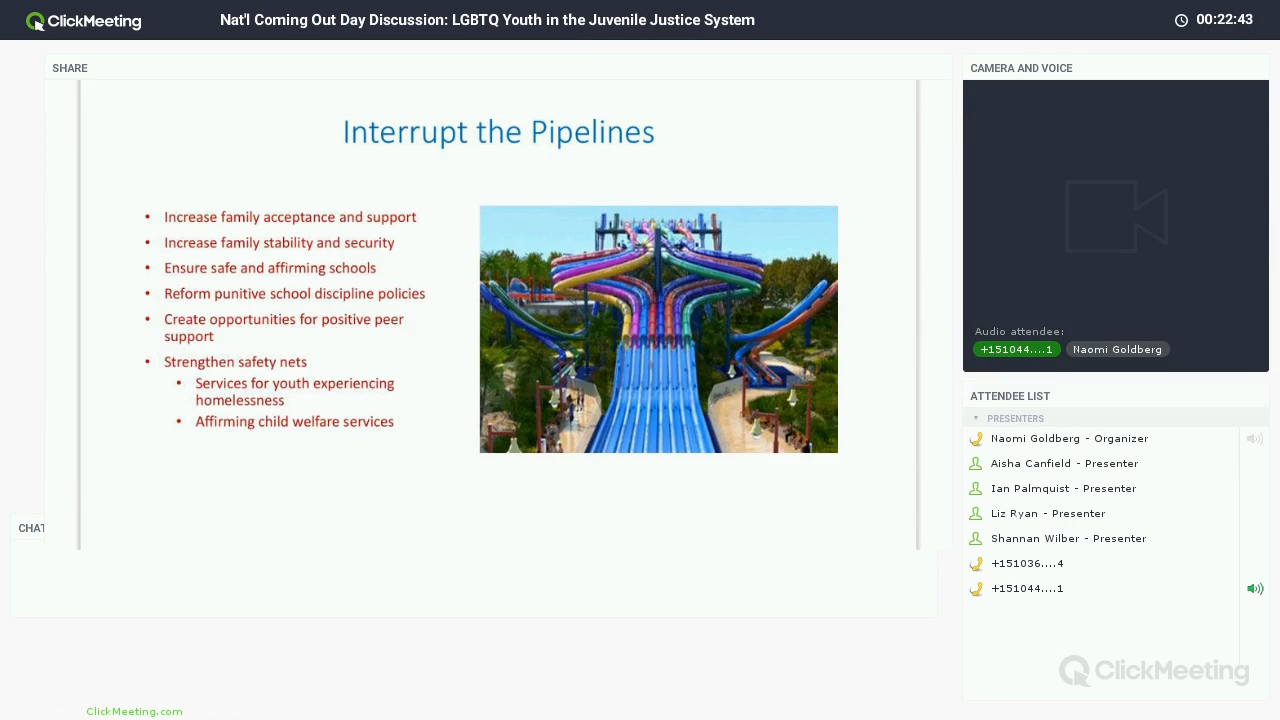 ClickMeeting
Nat'l Coming Out Day Discussion: LGBTQ Youth in the Juvenile Justice System
00:22:43
SHARE
Interrupt the Pipelines
• Increase family acceptance and support
• Increase family stability and security
• Ensure safe and affirming schools
• Reform punitive school discipline policies
• Create opportunities for positive peer
support
• Strengthen safety nets
• Services for youth experiencing
homelessness
• Affirming child welfare services
CHAT
CAMERA AND VOICE
Audio attendee:
+151044....1 Naomi Goldberg
ATTENDEE LIST
PRESENTERS
Naomi Goldberg - Organizer
Aisha Canfield - Presenter
Ian Palmquist - Presenter
Liz Ryan - Presenter
Shannan Wilber - Presenter
+151036....4
+151044....1
ClickMeeting
ClickMeeting.com